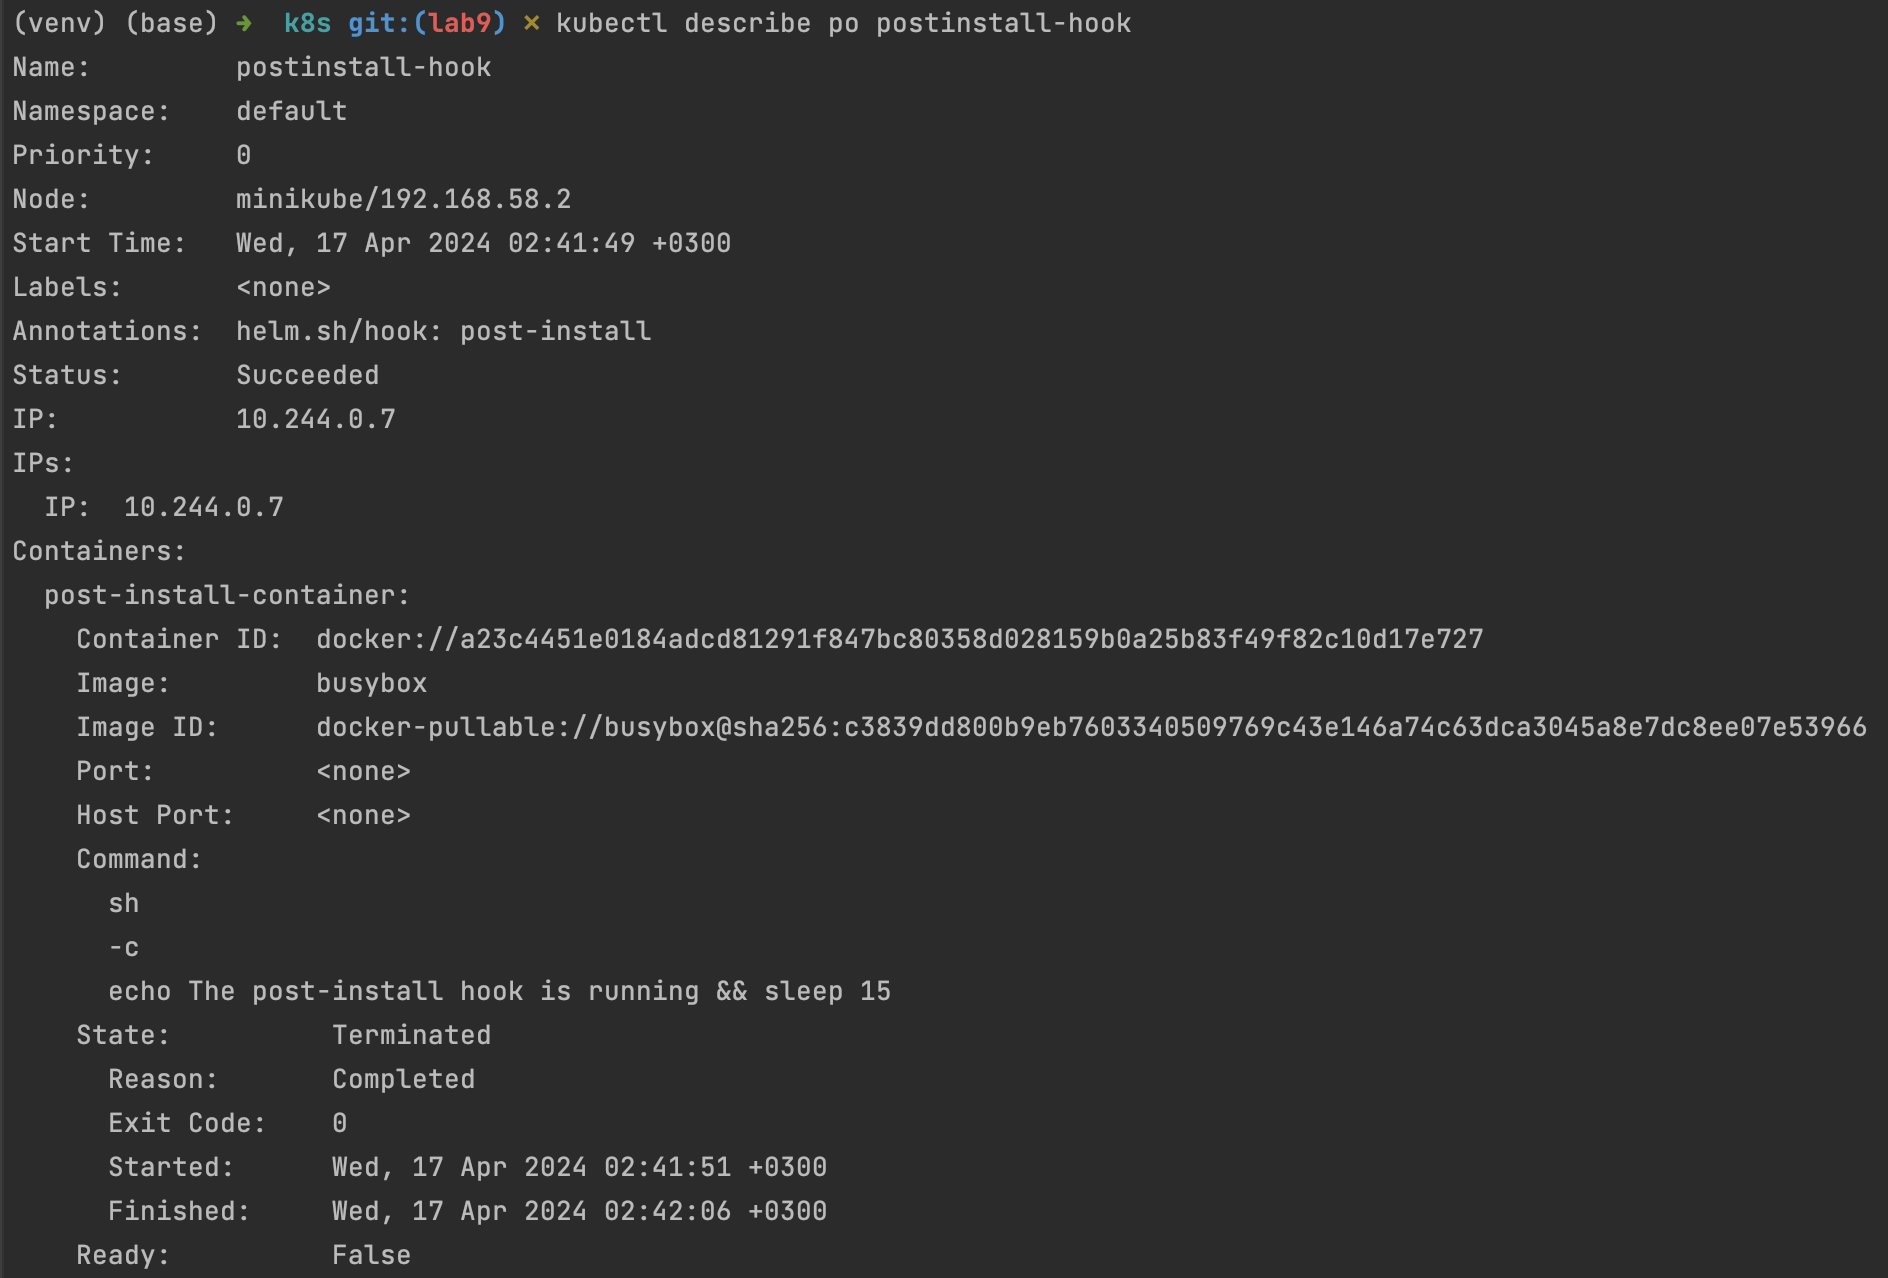 (venv) (base) ➜  k8s git:(lab9) ✗ kubectl describe po postinstall-hook
Name:         postinstall-hook
Namespace:    default
Priority:     0
Node:         minikube/192.168.58.2
Start Time:   Wed, 17 Apr 2024 02:41:49 +0300
Labels:       <none>
Annotations:  helm.sh/hook: post-install
Status:       Succeeded
IP:           10.244.0.7
IPs:
  IP:  10.244.0.7
Containers:
  post-install-container:
    Container ID:  docker://a23c4451e0184adcd81291f847bc80358d028159b0a25b83f49f82c10d17e727
    Image:         busybox
    Image ID:      docker-pullable://busybox@sha256:c3839dd800b9eb7603340509769c43e146a74c63dca3045a8e7dc8ee07e53966
    Port:          <none>
    Host Port:     <none>
    Command:
      sh
      -c
      echo The post-install hook is running && sleep 15
    State:          Terminated
      Reason:       Completed
      Exit Code:    0
      Started:      Wed, 17 Apr 2024 02:41:51 +0300
      Finished:     Wed, 17 Apr 2024 02:42:06 +0300
    Ready:          False